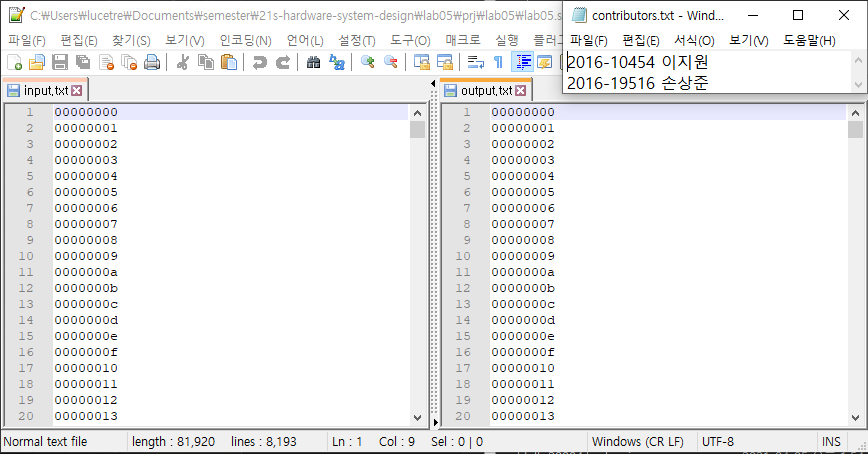 C:₩Users₩lucetre₩Documents₩semester₩21s-hardware-system-design₩lab05₩prj₩lab05₩lab05.s
contributors.txt - Wind...
파일(F) 편집(E) 찾기(S) 보기(V) 인코딩(N) 언어(L) 설정(T) 도구(O) 매크로 실행 플러그
파일(F) 편집(E) 서식(O) 보기(V) 도움말(H)
2016-10454 이지원
2016-19516 손상준
input.txt
output.txt
1 00000000
2 00000001
3 00000002
4 00000003
5 00000004
6 00000005
7 00000006
8 00000007
9 00000008
10 00000009
11 0000000a
12 0000000b
13 0000000c
14 0000000d
15 0000000e
16 0000000f
17 00000010
18 00000011
19 00000012
20 00000013
1 00000000
2 00000001
3 00000002
4 00000003
5 00000004
6 00000005
7 00000006
8 00000007
9 00000008
10 00000009
11 0000000a
12 0000000b
13 0000000c
14 0000000d
15 0000000e
16 0000000f
17 00000010
18 00000011
19 00000012
20 00000013
Normal text file length : 81,920 lines : 8,193 Ln : 1 Col : 9 Sel : 0 | 0 Windows (CR LF) UTF-8 INS